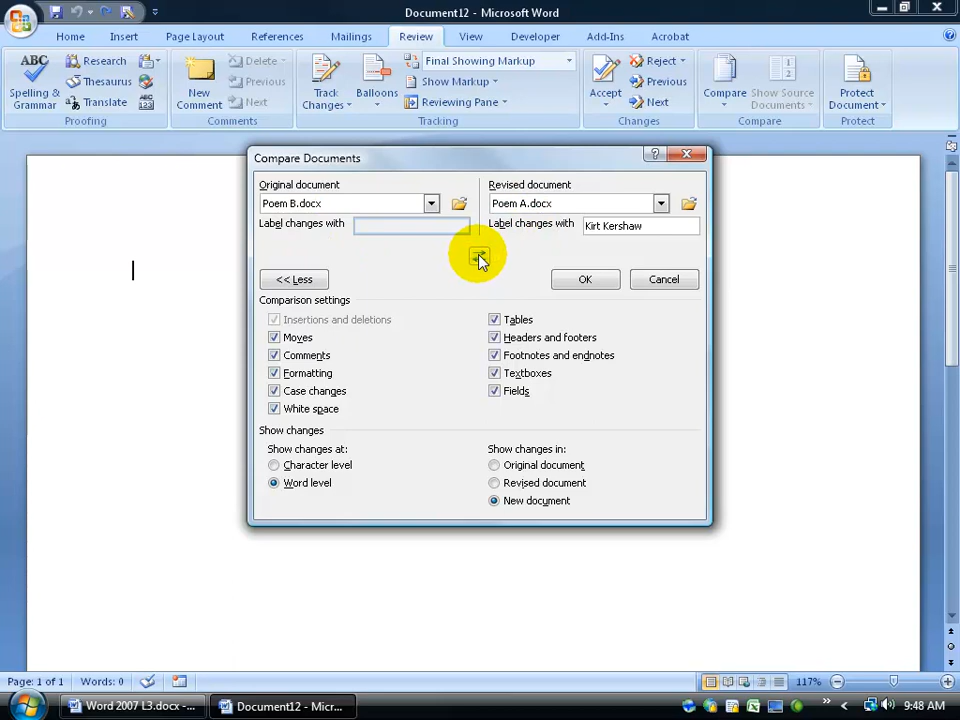 Document12 - Microsoft Word
Home Insert Page Layout References Mailings Review View Developer Add-Ins Acrobat
ABC Research Delete Final Showing Markup Reject
Thesaurus Previous Show Markup Previous
Spelling & Grammar Translate New Comment Next Track Changes Balloons Reviewing Pane Accept Next Compare Show Source Documents Protect Document
Proofing Comments Tracking Changes Compare Protect
Compare Documents
Original document Revised document
Poem B.docx Poem A.docx
Label changes with Label changes with Kirt Kershaw
<< Less OK Cancel
Comparison settings
Insertions and deletions Tables
Moves Headers and footers
Comments Footnotes and endnotes
Formatting Textboxes
Case changes Fields
White space
Show changes
Show changes at: Show changes in:
Character level Original document
Word level Revised document
New document
Page: 1 of 1 Words: 0 117%
Word 2007 L3.docx -... Document12 - Micr... 9:48 AM